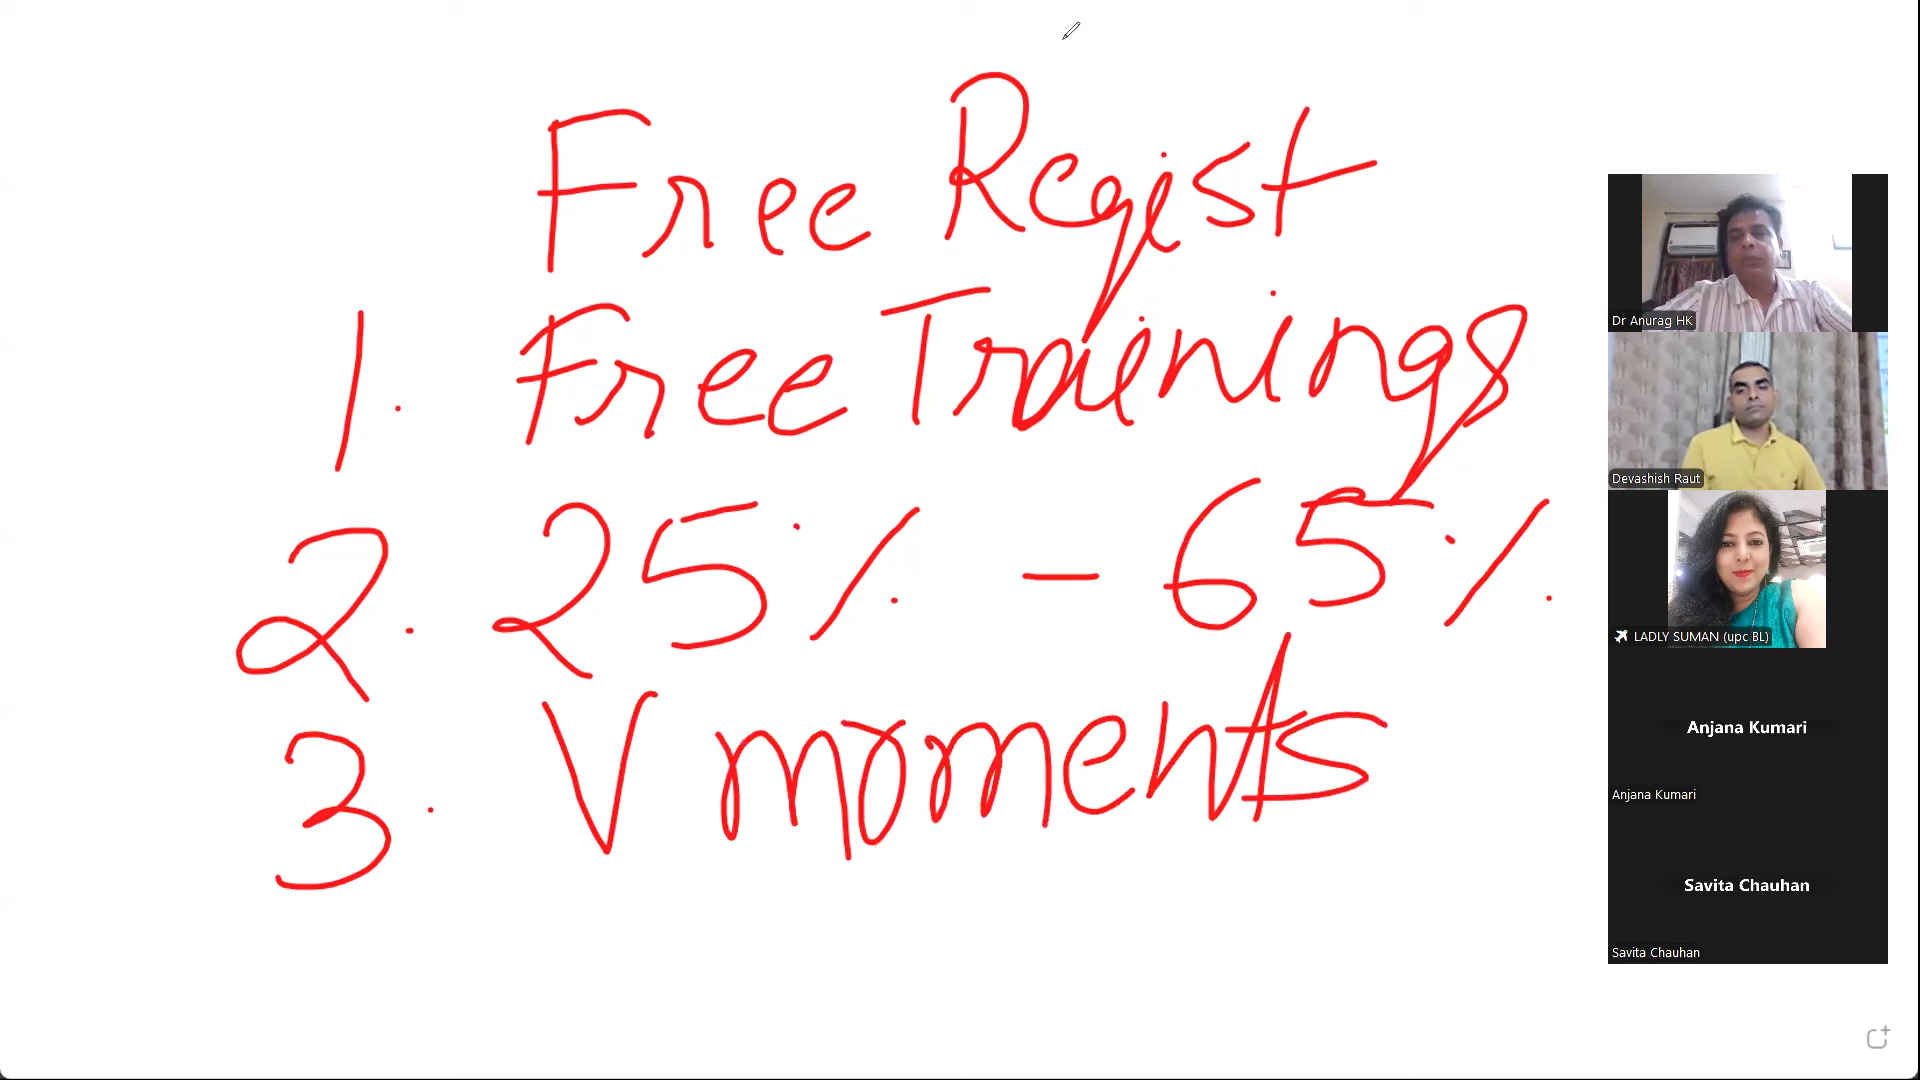 Free Regist
1. Free Trainings
2. 25% - 65%
3. V moments
Dr Anurag HK
Devashish Raut
LADLY SUMAN (upc BL)
Anjana Kumari
Anjana Kumari
Savita Chauhan
Savita Chauhan